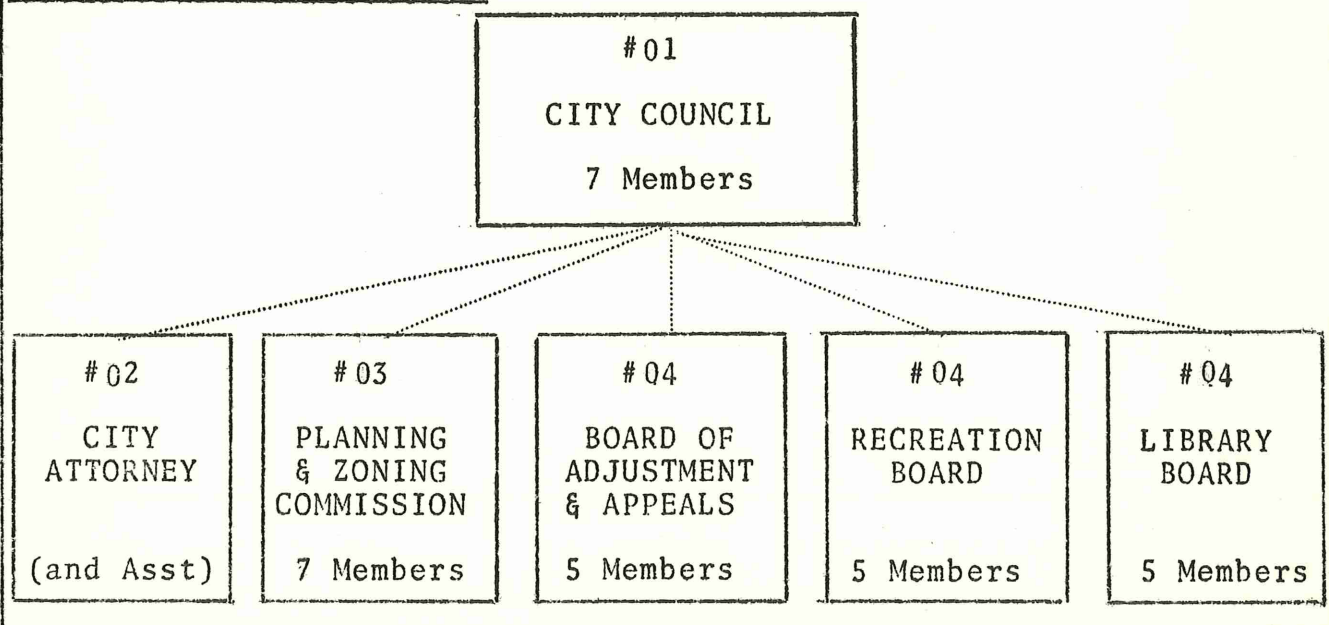 #01
CITY COUNCIL
7 Members
#02
CITY
ATTORNEY
(and Asst)
#03
PLANNING
& ZONING
COMMISSION
7 Members
#04
BOARD OF
ADJUSTMENT
& APPEALS
5 Members
#04
RECREATION
BOARD
5 Members
#04
LIBRARY
BOARD
5 Members